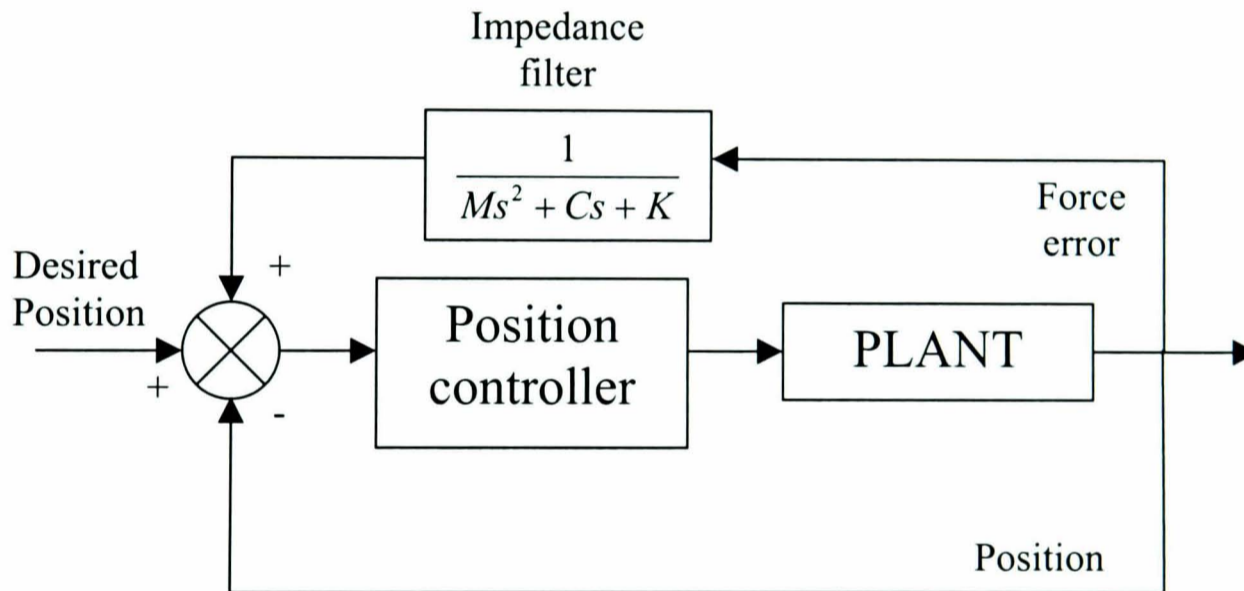 Impedance
filter
1
Ms² + Cs + K
Force
error
Desired
Position
+
+
-
Position
controller
PLANT
Position